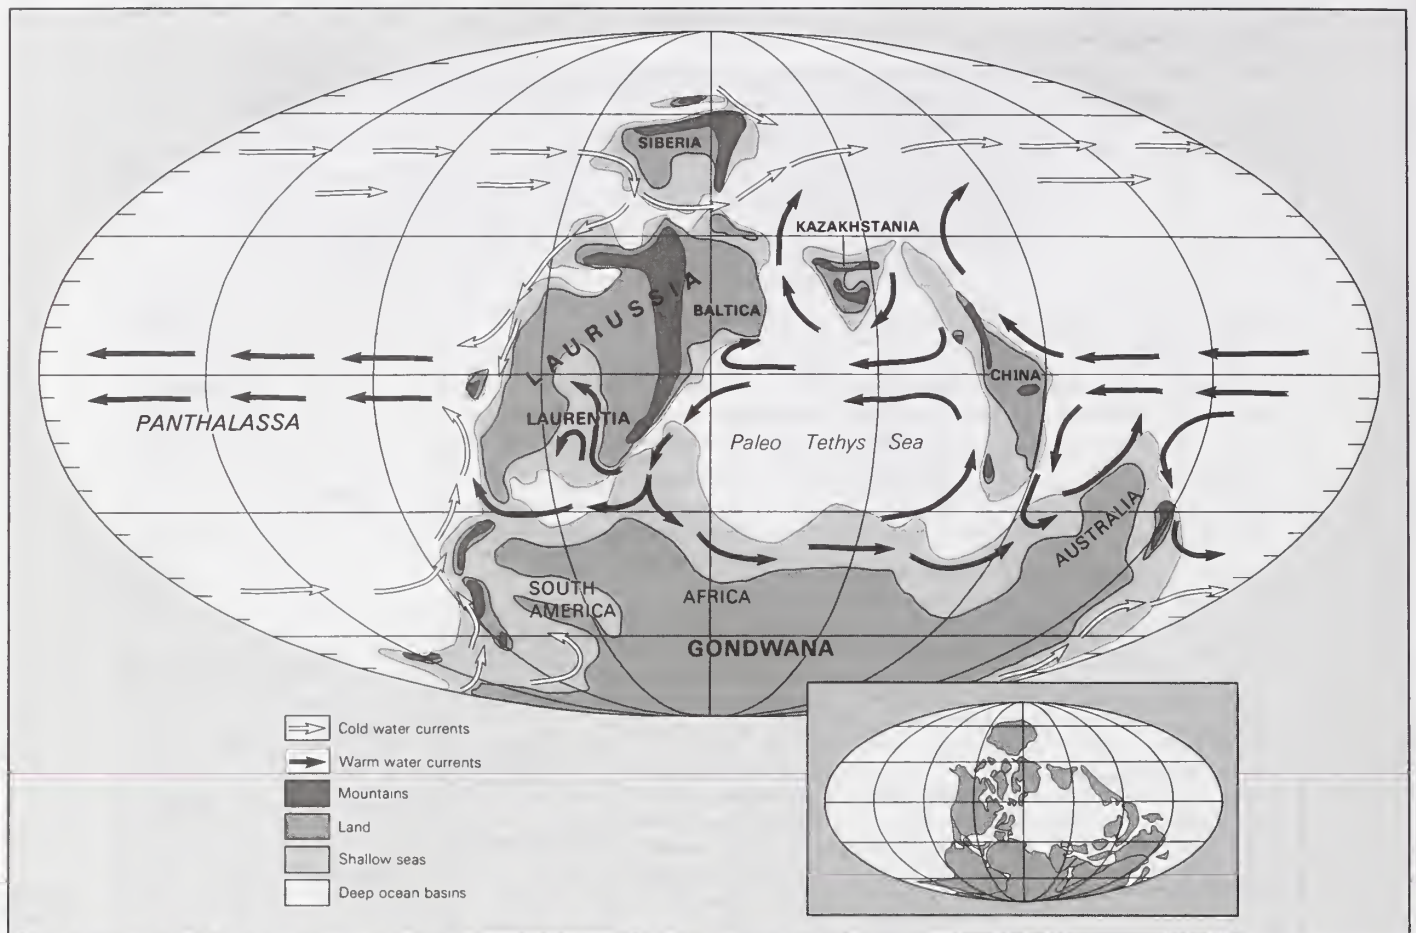 SIBERIA
KAZAKHSTANIA
LAURUSSIA
BALTICA
CHINA
LAURENTIA
PANTHALASSA
Paleo Tethys Sea
AUSTRALIA
SOUTH
AMERICA
AFRICA
GONDWANA
Cold water currents
Warm water currents
Mountains
Land
Shallow seas
Deep ocean basins